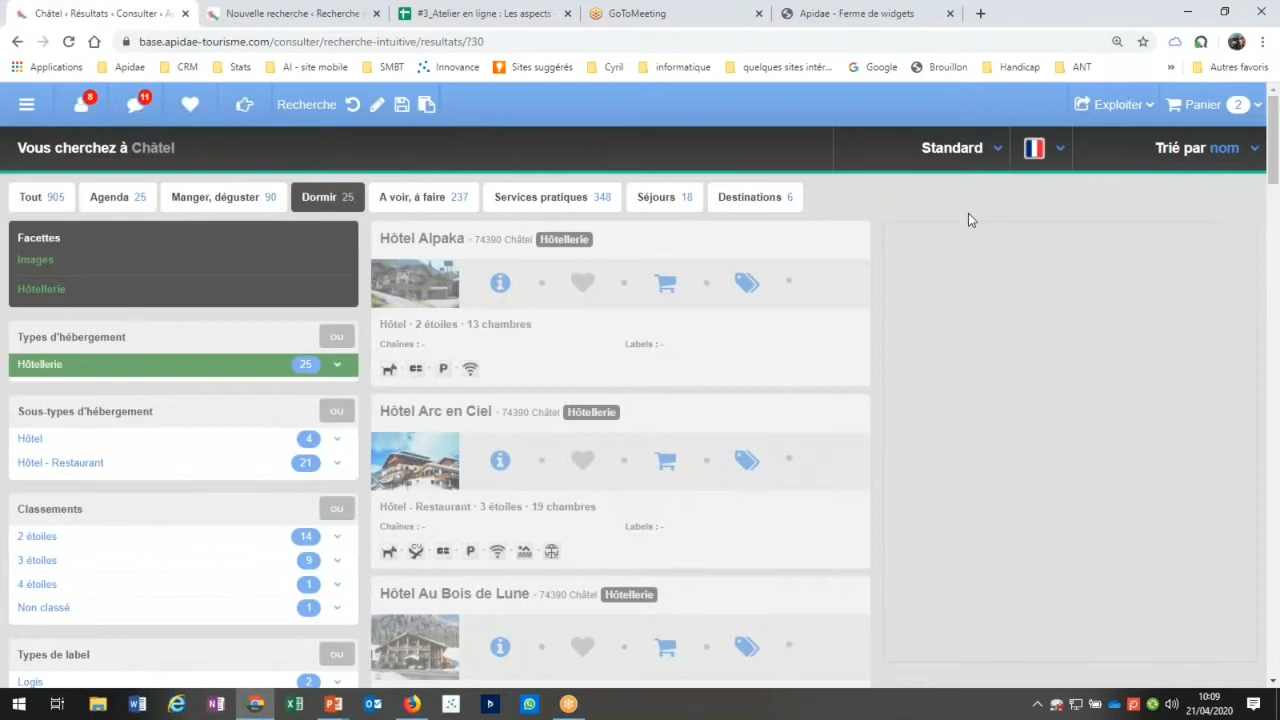 Châtel ‹ Résultats ‹ Consulter ‹ A
Nouvelle recherche ‹ Recherche
#3_Atelier en ligne : Les aspects
GoToMeeting
Apidae - Ferme de widgets
base.apidae-tourisme.com/consulter/recherche-intuitive/resultats/?30
Applications
Apidae
CRM
Stats
AI - site mobile
SMBT
Innovance
Sites suggérés
Cyril
informatique
quelques sites intér...
Google
Brouillon
Handicap
ANT
»
Autres favoris
8
11
Recherche
Exploiter
Panier 2
Vous cherchez à Châtel
Standard
Trié par nom
Tout 905
Agenda 25
Manger, déguster 90
Dormir 25
A voir, à faire 237
Services pratiques 348
Séjours 18
Destinations 6
Facettes
Images
Hôtellerie
Types d'hébergement OU
Hôtellerie 25
Sous-types d'hébergement OU
Hôtel 4
Hôtel - Restaurant 21
Classements OU
2 étoiles 14
3 étoiles 9
4 étoiles 1
Non classé 1
Types de label OU
Logis 2
Hôtel Alpaka - 74390 Châtel Hôtellerie
Hôtel · 2 étoiles · 13 chambres
Chaînes : - Labels : -
P
Hôtel Arc en Ciel - 74390 Châtel Hôtellerie
Hôtel - Restaurant · 3 étoiles · 19 chambres
Chaînes : - Labels : -
P
Hôtel Au Bois de Lune - 74390 Châtel Hôtellerie
10:09
21/04/2020